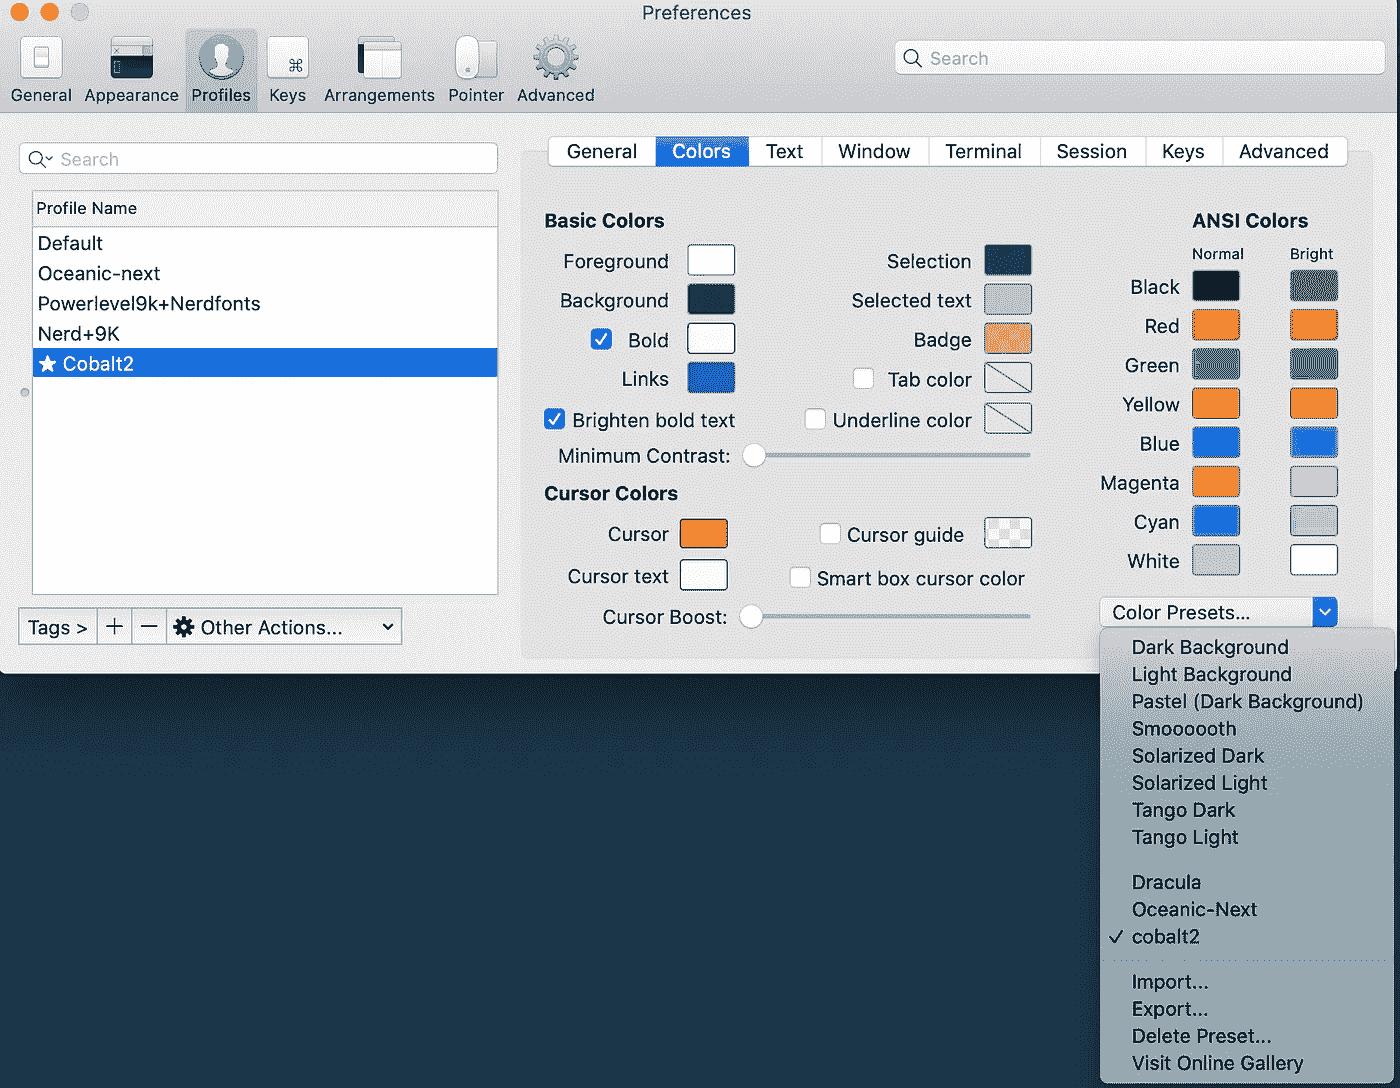 Preferences
General Appearance Profiles Keys Arrangements Pointer Advanced
Search
Search
Profile Name
Default
Oceanic-next
Powerlevel9k+Nerdfonts
Nerd+9K
Cobalt2
Tags > + − Other Actions...
General Colors Text Window Terminal Session Keys Advanced
Basic Colors
Foreground
Background
Bold
Links
Brighten bold text
Minimum Contrast:
Selection
Selected text
Badge
Tab color
Underline color
Cursor Colors
Cursor
Cursor text
Cursor Boost:
Cursor guide
Smart box cursor color
ANSI Colors
Normal Bright
Black
Red
Green
Yellow
Blue
Magenta
Cyan
White
Color Presets...
Dark Background
Light Background
Pastel (Dark Background)
Smoooooth
Solarized Dark
Solarized Light
Tango Dark
Tango Light
Dracula
Oceanic-Next
✓ cobalt2
Import...
Export...
Delete Preset...
Visit Online Gallery